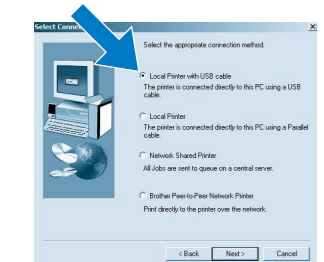 Select Connec
Select the appropriate connection method.
Local Printer with USB cable
The printer is connected directly to this PC using a USB
cable.
Local Printer
The printer is connected directly to this PC using a Parallel
cable.
Network Shared Printer
All Jobs are sent to queue on a central server.
Brother Peer-to-Peer Network Printer
Print directly to the printer over the network.
< Back
Next >
Cancel